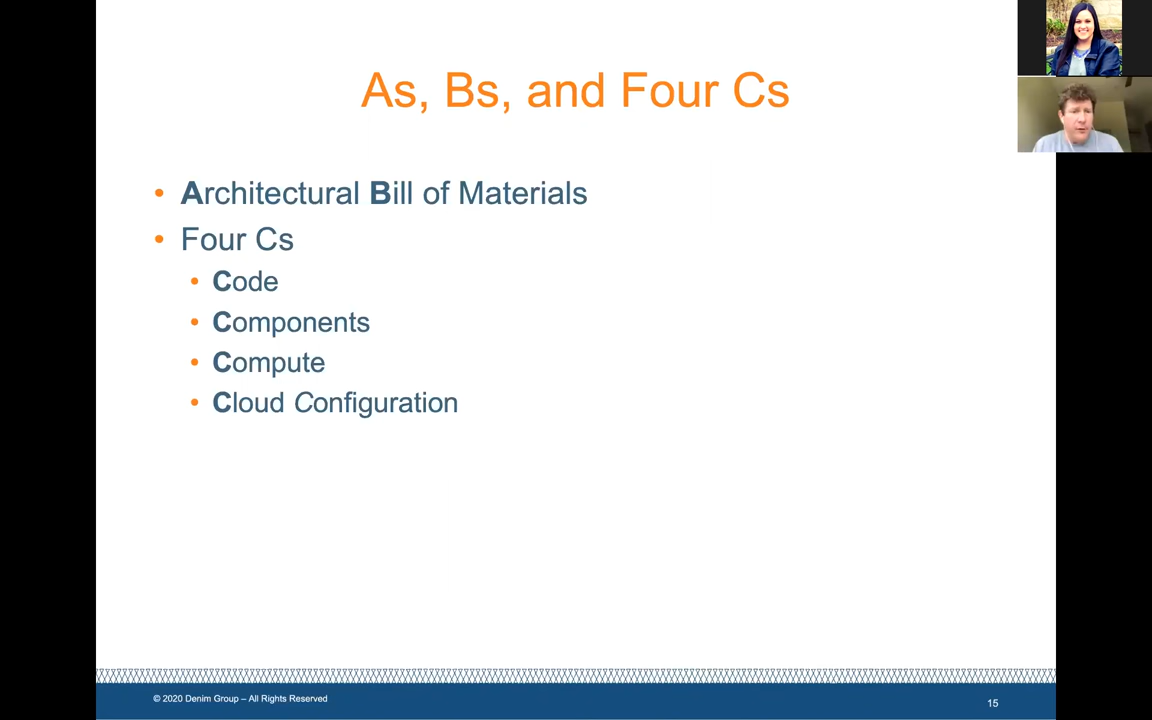 As, Bs, and Four Cs
• Architectural Bill of Materials
• Four Cs
• Code
• Components
• Compute
• Cloud Configuration
© 2020 Denim Group – All Rights Reserved
15